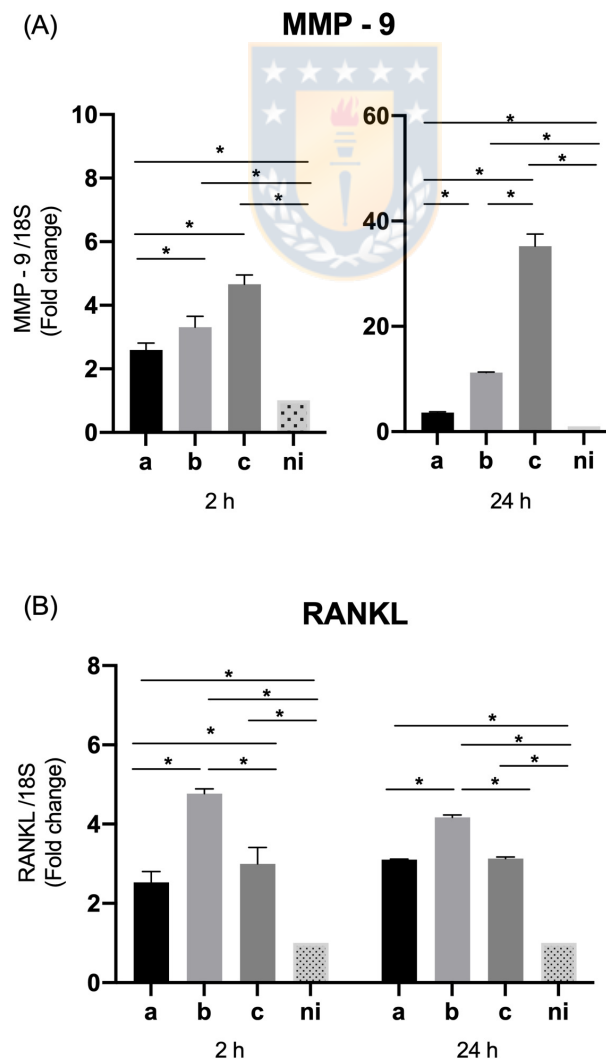 (A)
MMP - 9
MMP - 9 /18S
(Fold change)
10
8
6
4
2
0
* * * * *
a b c ni
2 h
60
40
20
0
* * * * * *
a b c ni
24 h
(B)
RANKL
RANKL /18S
(Fold change)
8
6
4
2
0
* * * * * *
a b c ni
2 h
* * * * *
a b c ni
24 h